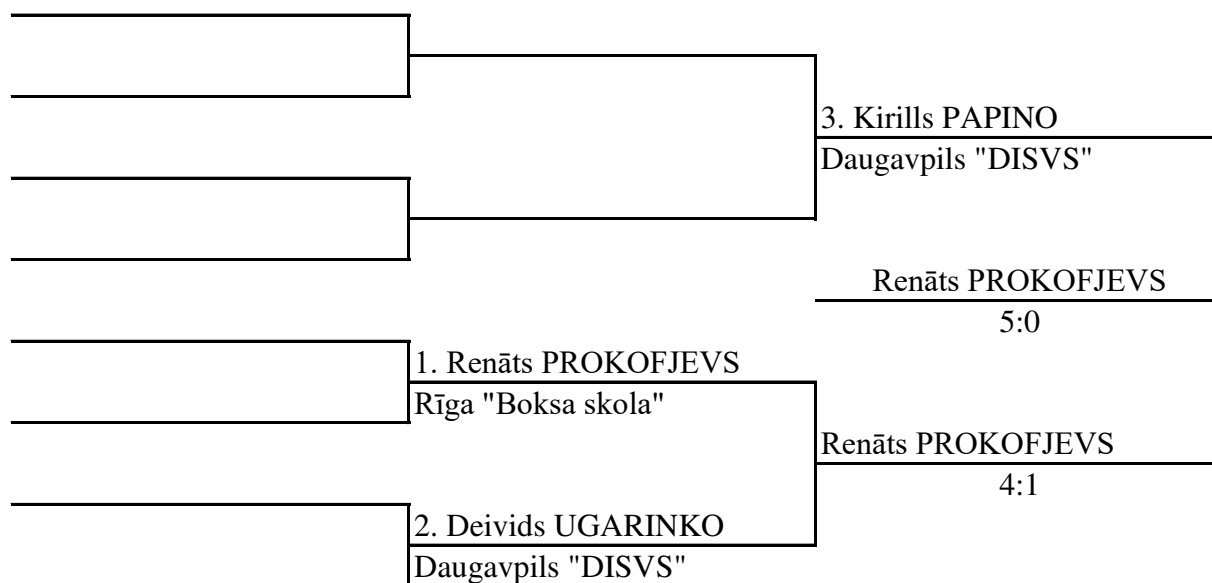 3. Kirills PAPINO
Daugavpils "DISVS"
Renāts PROKOFJEVS
5:0
1. Renāts PROKOFJEVS
Rīga "Boksa skola"
Renāts PROKOFJEVS
4:1
2. Deivids UGARINKO
Daugavpils "DISVS"